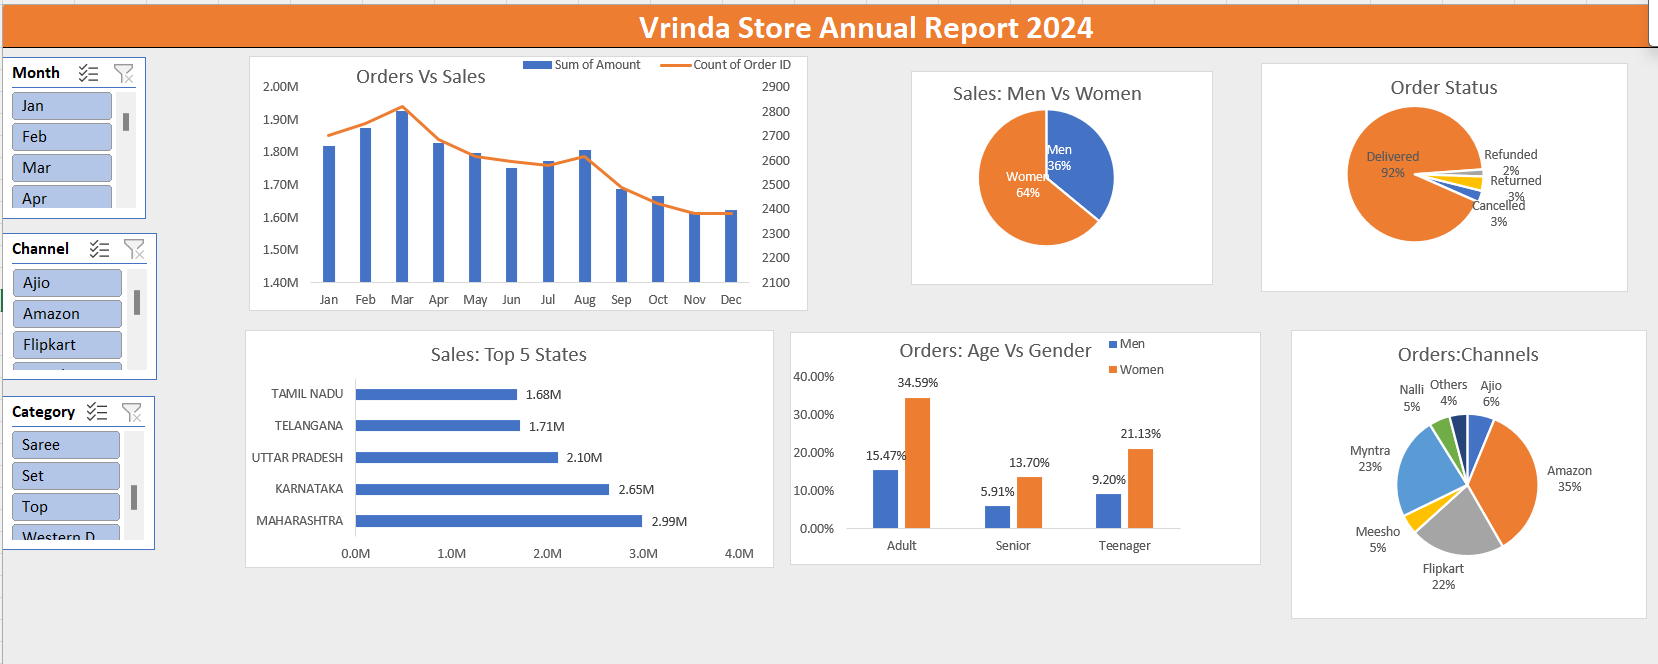 Vrinda Store Annual Report 2024
Month
Jan
Feb
Mar
Apr
Channel
Ajio
Amazon
Flipkart
Category
Saree
Set
Top
Western D
Orders Vs Sales
Sum of Amount
Count of Order ID
2.00M
1.90M
1.80M
1.70M
1.60M
1.50M
1.40M
2900
2800
2700
2600
2500
2400
2300
2200
2100
Jan Feb Mar Apr May Jun Jul Aug Sep Oct Nov Dec
Sales: Men Vs Women
Men
36%
Women
64%
Order Status
Delivered
92%
Refunded
2%
Returned
3%
Cancelled
3%
Sales: Top 5 States
TAMIL NADU 1.68M
TELANGANA 1.71M
UTTAR PRADESH 2.10M
KARNATAKA 2.65M
MAHARASHTRA 2.99M
0.0M 1.0M 2.0M 3.0M 4.0M
Orders: Age Vs Gender
Men
Women
40.00%
30.00%
20.00%
10.00%
0.00%
15.47%
34.59%
5.91%
13.70%
9.20%
21.13%
Adult Senior Teenager
Orders:Channels
Nalli
5%
Others
4%
Ajio
6%
Myntra
23%
Amazon
35%
Meesho
5%
Flipkart
22%